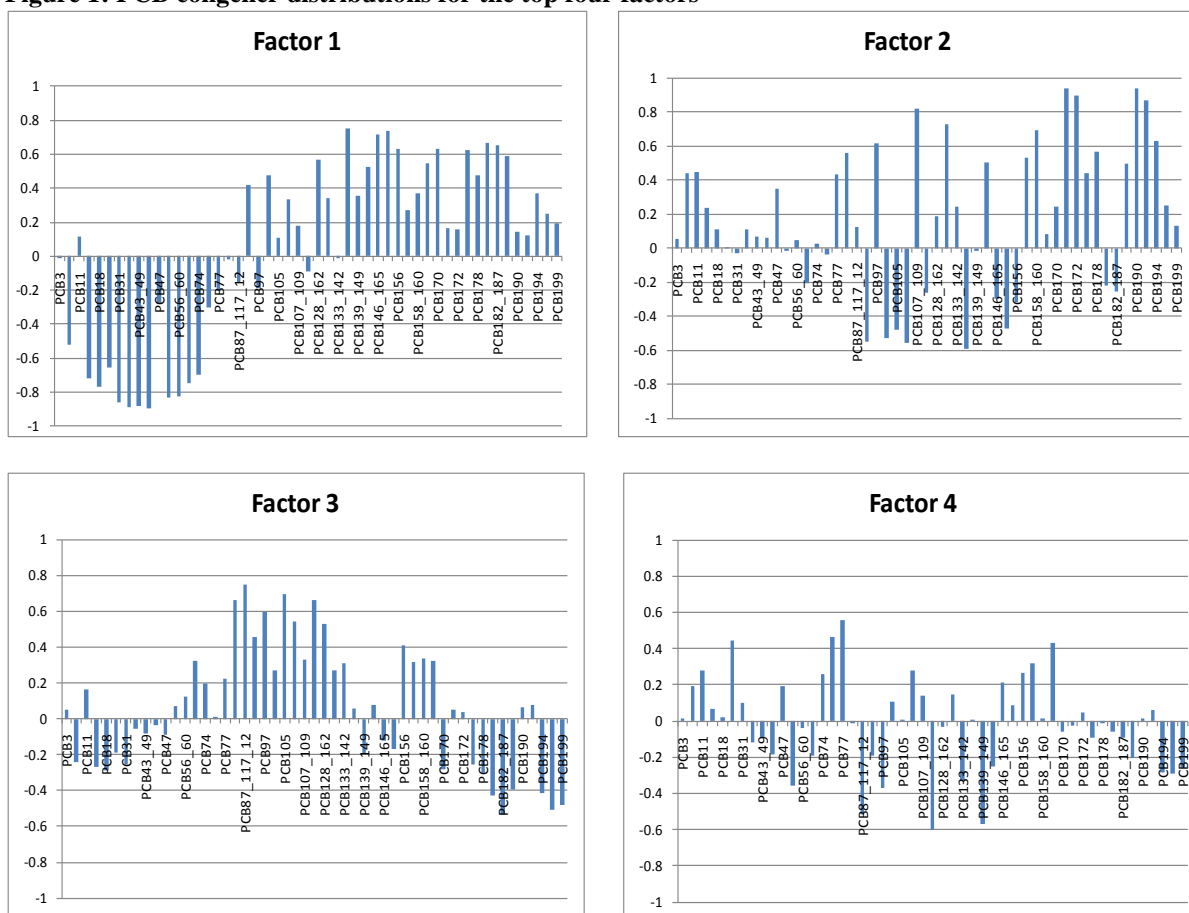 Figure 1. PCB congener distributions for the top four factors
Factor 1
1
0.8
0.6
0.4
0.2
0
-0.2
-0.4
-0.6
-0.8
-1
PCB3
PCB11
PCB18
PCB31
PCB43_49
PCB47
PCB56_60
PCB74
PCB77
PCB87_117_12
PCB97
PCB105
PCB107_109
PCB128_162
PCB133_142
PCB139_149
PCB146_165
PCB156
PCB158_160
PCB170
PCB172
PCB178
PCB182_187
PCB190
PCB194
PCB199
Factor 2
1
0.8
0.6
0.4
0.2
0
-0.2
-0.4
-0.6
-0.8
-1
PCB3
PCB11
PCB18
PCB31
PCB43_49
PCB47
PCB56_60
PCB74
PCB77
PCB87_117_12
PCB97
PCB105
PCB107_109
PCB128_162
PCB133_142
PCB139_149
PCB146_165
PCB156
PCB158_160
PCB170
PCB172
PCB178
PCB182_187
PCB190
PCB194
PCB199
Factor 3
1
0.8
0.6
0.4
0.2
0
-0.2
-0.4
-0.6
-0.8
-1
PCB3
PCB11
PCB18
PCB31
PCB43_49
PCB47
PCB56_60
PCB74
PCB77
PCB87_117_12
PCB97
PCB105
PCB107_109
PCB128_162
PCB133_142
PCB139_149
PCB146_165
PCB156
PCB158_160
PCB170
PCB172
PCB178
PCB182_187
PCB190
PCB194
PCB199
Factor 4
1
0.8
0.6
0.4
0.2
0
-0.2
-0.4
-0.6
-0.8
-1
PCB3
PCB11
PCB18
PCB31
PCB43_49
PCB47
PCB56_60
PCB74
PCB77
PCB87_117_12
PCB97
PCB105
PCB107_109
PCB128_162
PCB133_142
PCB139_149
PCB146_165
PCB156
PCB158_160
PCB170
PCB172
PCB178
PCB182_187
PCB190
PCB194
PCB199